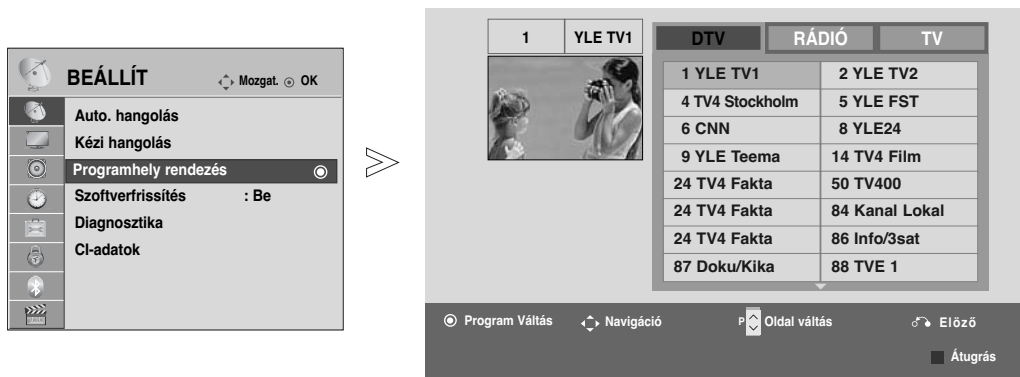 BEÁLLÍT
Mozgat. OK
Auto. hangolás
Kézi hangolás
Programhely rendezés
Szoftverfrissítés : Be
Diagnosztika
CI-adatok
1 YLE TV1
DTV RÁDIÓ TV
1 YLE TV1 2 YLE TV2
4 TV4 Stockholm 5 YLE FST
6 CNN 8 YLE24
9 YLE Teema 14 TV4 Film
24 TV4 Fakta 50 TV400
24 TV4 Fakta 84 Kanal Lokal
24 TV4 Fakta 86 Info/3sat
87 Doku/Kika 88 TVE 1
Program Váltás Navigáció P Oldal váltás Elöző
Átugrás